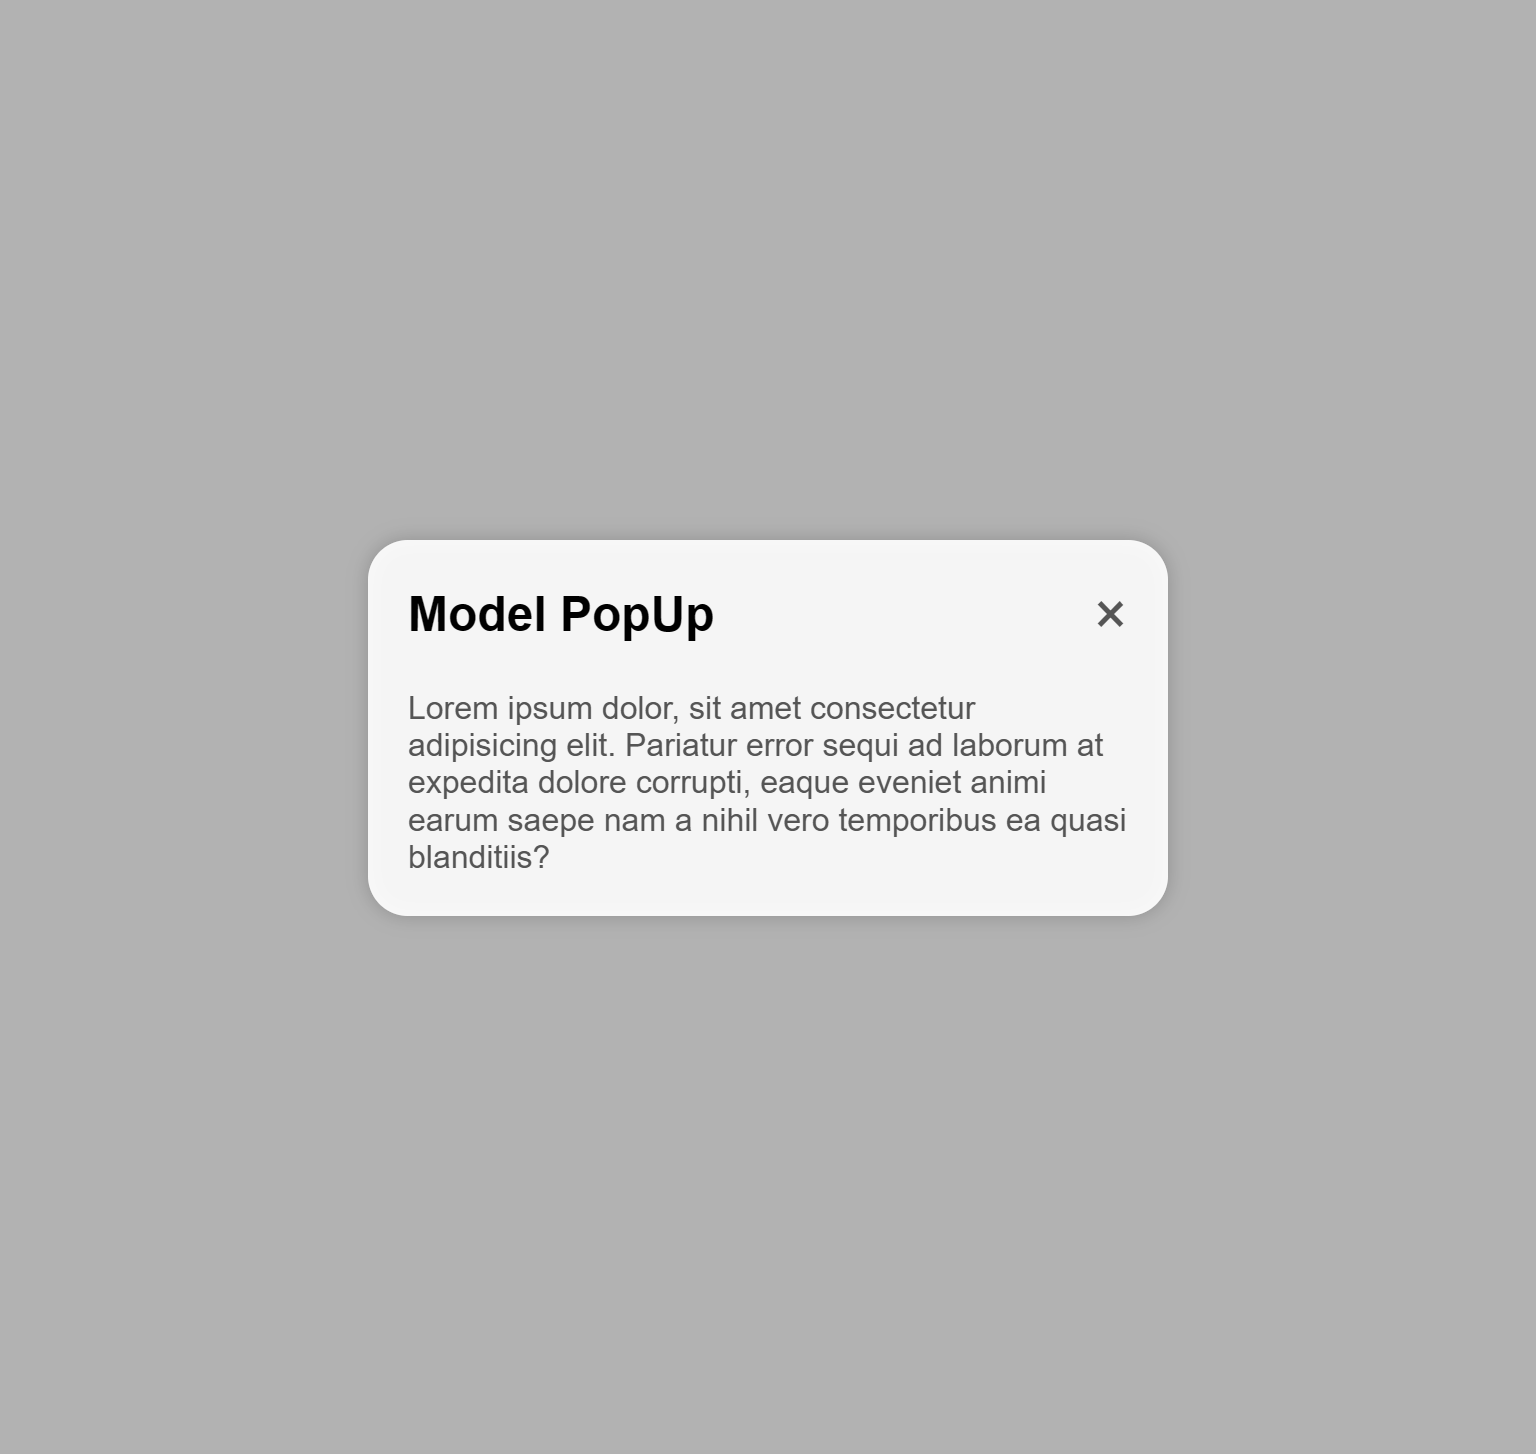 Model PopUp
×
Lorem ipsum dolor, sit amet consectetur
adipisicing elit. Pariatur error sequi ad laborum at
expedita dolore corrupti, eaque eveniet animi
earum saepe nam a nihil vero temporibus ea quasi
blanditiis?